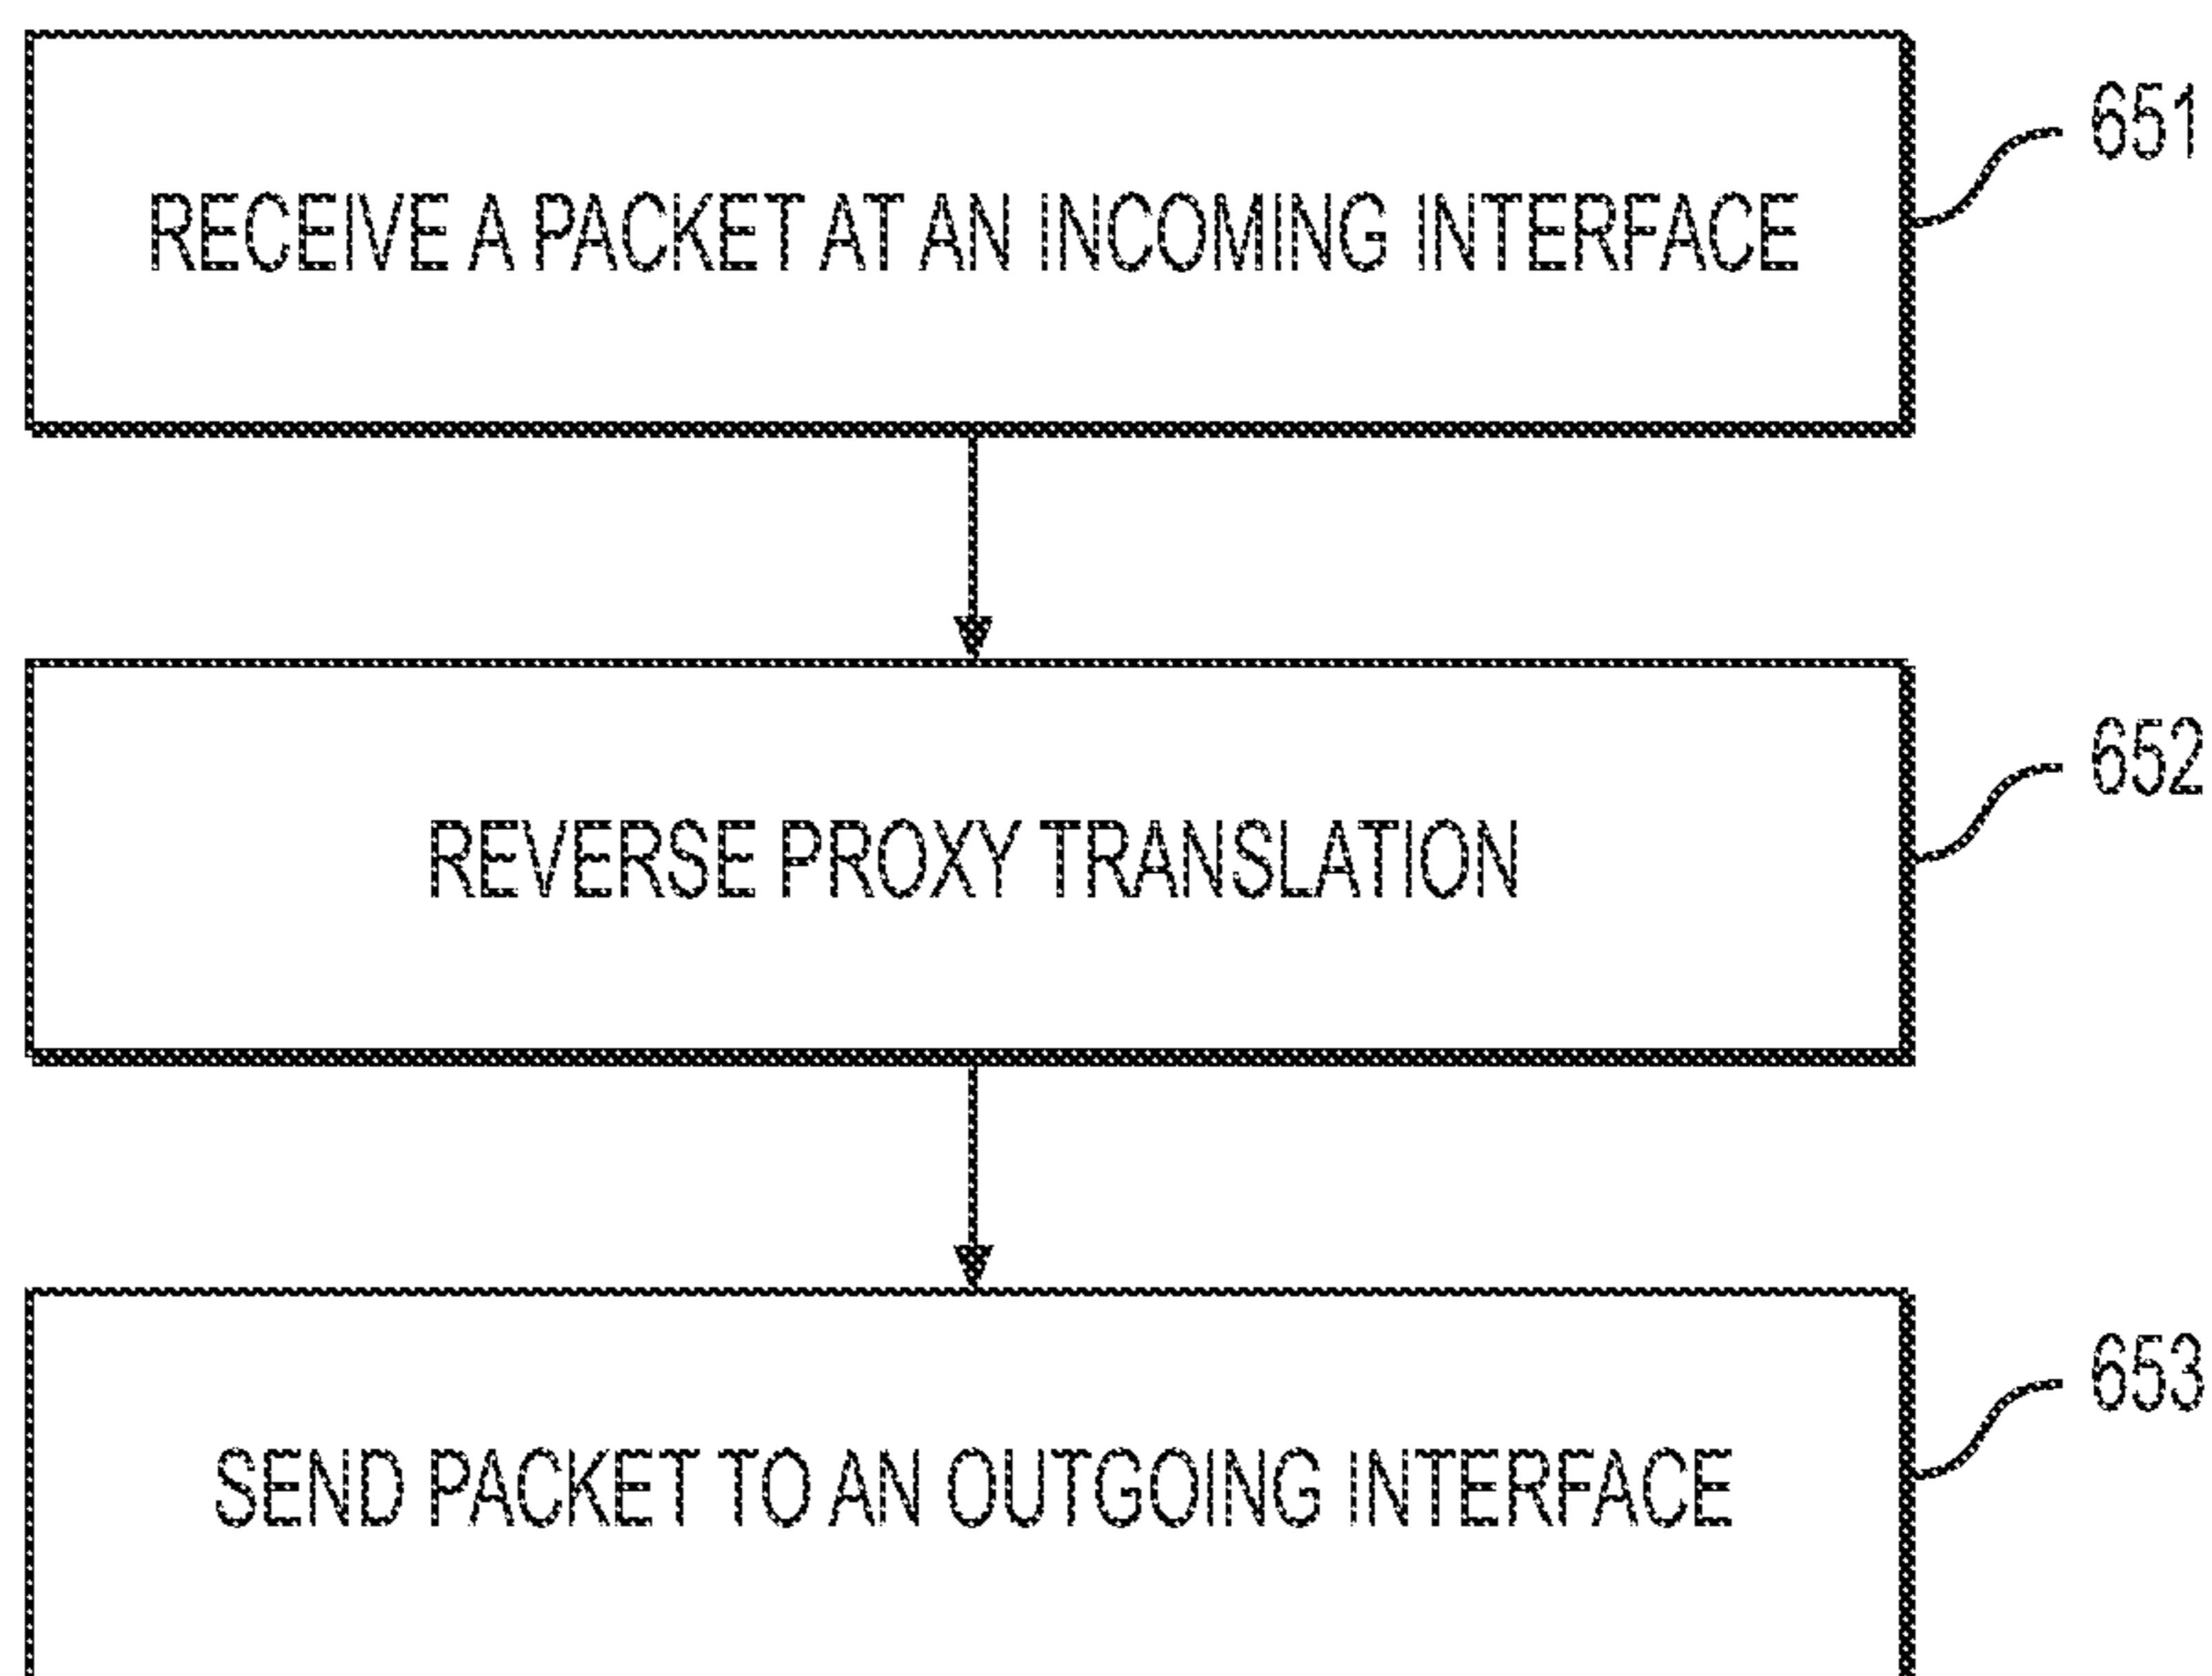 RECEIVE A PACKET AT AN INCOMING INTERFACE
651
REVERSE PROXY TRANSLATION
652
SEND PACKET TO AN OUTGOING INTERFACE
653